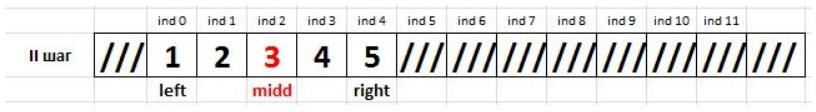 ind 0 ind 1 ind 2 ind 3 ind 4 ind 5 ind 6 ind 7 ind 8 ind 9 ind 10 ind 11
II шаг /// 1 2 3 4 5 /// /// /// /// /// /// /// ///
left midd right